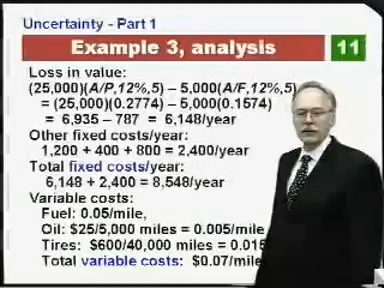 Uncertainty - Part 1
Example 3, analysis
11
Loss in value:
(25,000)(A/P,12%,5) – 5,000(A/F,12%,5)
= (25,000)(0.2774) – 5,000(0.1574)
= 6,935 – 787 = 6,148/year
Other fixed costs/year:
1,200 + 400 + 800 = 2,400/year
Total fixed costs/year:
6,148 + 2,400 = 8,548/year
Variable costs:
Fuel: 0.05/mile,
Oil: $25/5,000 miles = 0.005/mile
Tires: $600/40,000 miles = 0.015
Total variable costs: $0.07/mile